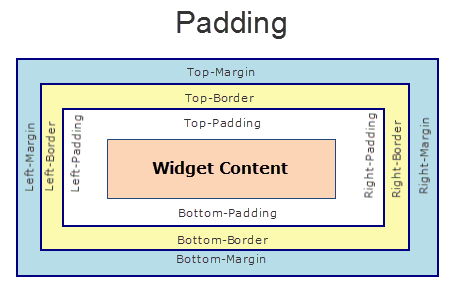 Padding
Top-Margin
Top-Border
Top-Padding
Left-Margin
Left-Border
Left-Padding
Widget Content
Right-Padding
Right-Border
Right-Margin
Bottom-Padding
Bottom-Border
Bottom-Margin